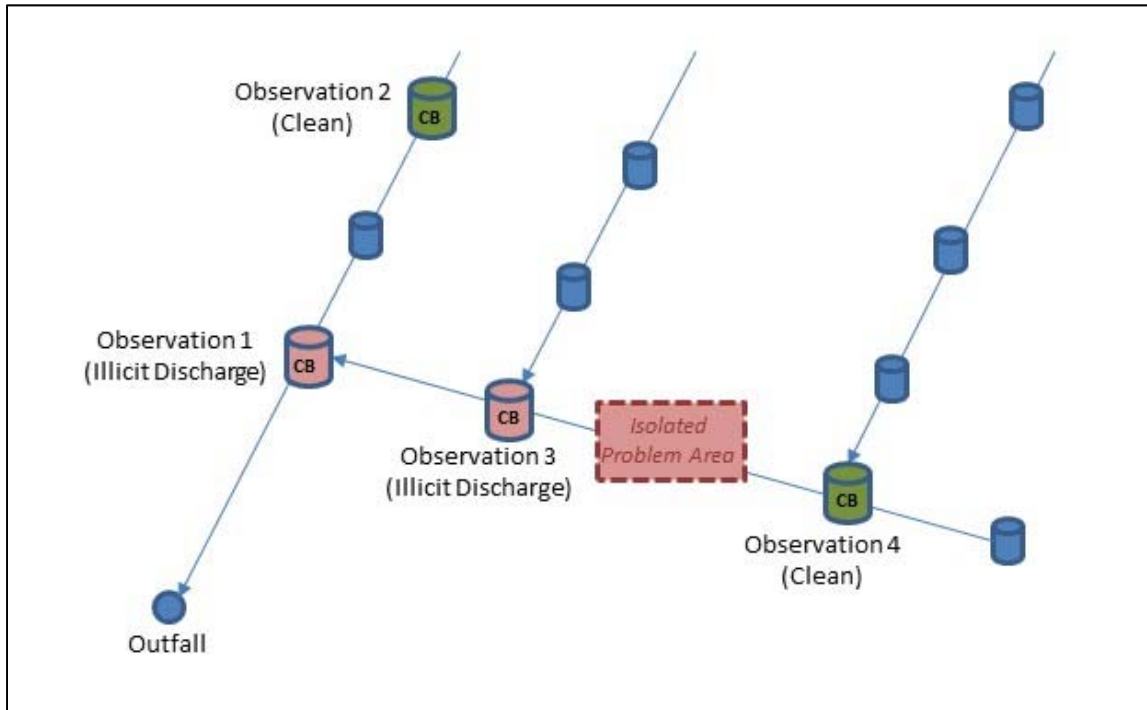 Observation 2
(Clean)
CB
Observation 1
(Illicit Discharge)
CB
CB
Observation 3
(Illicit Discharge)
Isolated
Problem Area
CB
Observation 4
(Clean)
Outfall